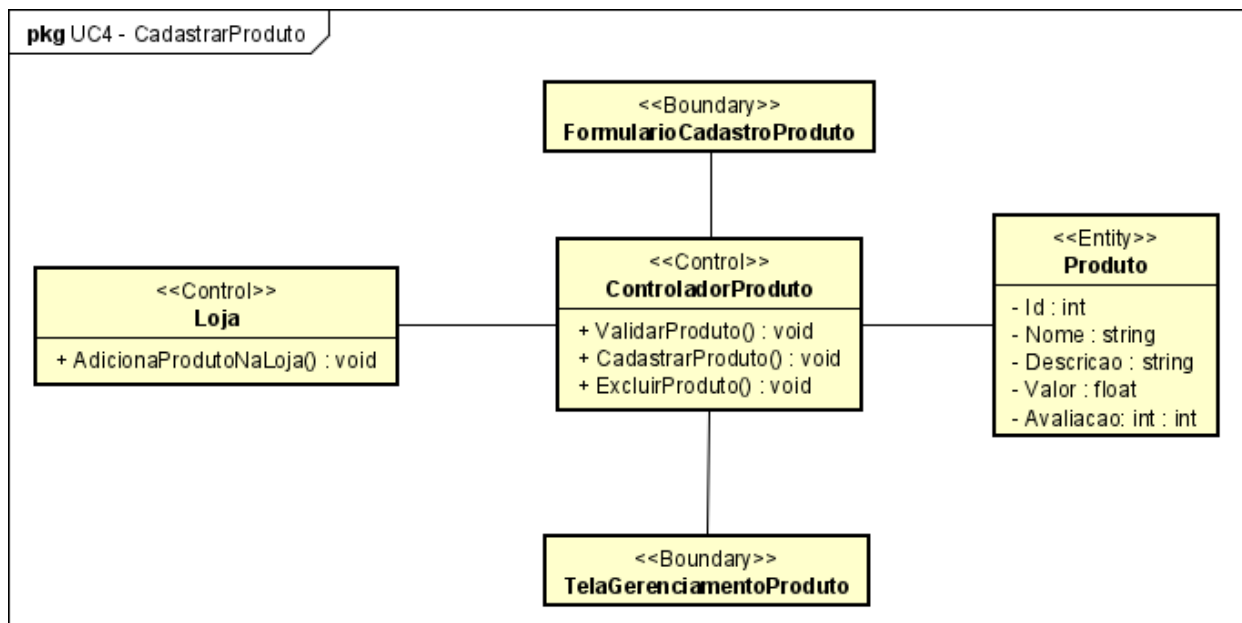 pkg UC4 - CadastrarProduto
<<Boundary>>
FormularioCadastroProduto
<<Control>>
Loja
+ AdicionaProdutoNaLoja() : void
<<Control>>
ControladorProduto
+ ValidarProduto() : void
+ CadastrarProduto() : void
+ ExcluirProduto() : void
<<Entity>>
Produto
- Id : int
- Nome : string
- Descricao : string
- Valor : float
- Avaliacao: int : int
<<Boundary>>
TelaGerenciamentoProduto